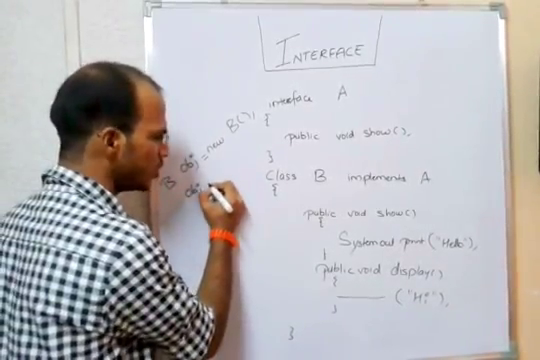 INTERFACE
interface A
{
public void show();
}
Class B implements A
{
public void show()
{
System.out.print ("Hello");
}
public void display()
{
——— ("Hi");
}
}
B obj = new B();
obj